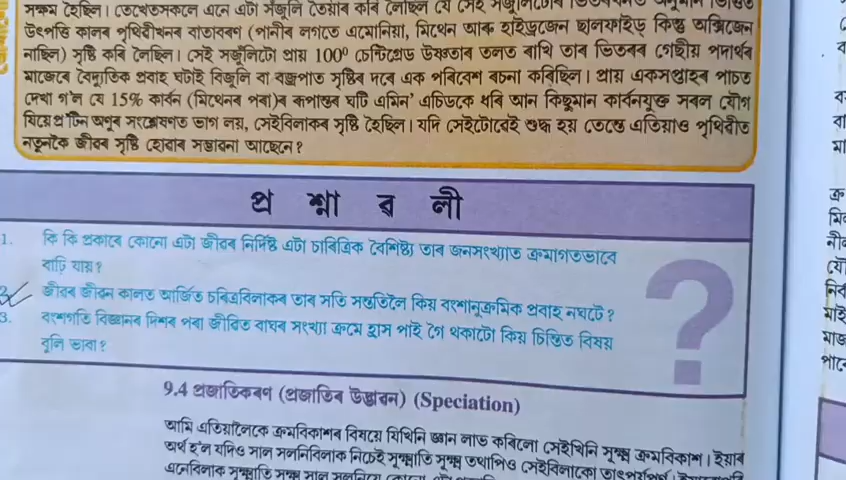 সক্ষম হৈছিল। তেখেতসকলে এনে এটা সঁজুলি তৈয়াৰ কৰি লৈছিল যে সেই সঁজুলিটোৰ
উৎপত্তি কালৰ পৃথিৱীখনৰ বাতাবৰণ (পানীৰ লগতে এমোনিয়া, মিথেন আৰু হাইড্ৰজেন ছালফাইড্ কিন্তু অক্সিজেন
নাছিল) সৃষ্টি কৰি লৈছিল। সেই সঁজুলিটো প্ৰায় 100° চেন্টিগ্ৰেড উষ্ণতাৰ তলত ৰাখি তাৰ ভিতৰৰ গেছীয় পদাৰ্থৰ
মাজেৰে বৈদ্যুতিক প্ৰবাহ ঘটাই বিজুলি বা বজ্ৰপাত সৃষ্টিৰ দৰে এক পৰিবেশ ৰচনা কৰিছিল। প্ৰায় একসপ্তাহৰ পাচত
দেখা গ'ল যে 15% কাৰ্বন (মিথেনৰ পৰা)ৰ ৰূপান্তৰ ঘটি এমিন' এচিডকে ধৰি আন কিছুমান কাৰ্বনযুক্ত সৰল যৌগ
যিয়ে প্ৰ'টিন অণুৰ সংশ্লেষণত ভাগ লয়, সেইবিলাকৰ সৃষ্টি হৈছিল। যদি সেইটোৱেই শুদ্ধ হয় তেন্তে এতিয়াও পৃথিৱীত
নতুনকৈ জীৱৰ সৃষ্টি হোৱাৰ সম্ভাৱনা আছেনে?
প্ৰ শ্না ৱ লী
1. কি কি প্ৰকাৰে কোনো এটা জীৱৰ নিৰ্দিষ্ট এটা চাৰিত্ৰিক বৈশিষ্ট্য তাৰ জনসংখ্যাত ক্ৰমাগতভাৱে
বাঢ়ি যায়?
2. জীৱৰ জীৱন কালত আৰ্জিত চৰিত্ৰবিলাকৰ তাৰ সতি সন্ততিলৈ কিয় বংশানুক্ৰমিক প্ৰবাহ নঘটে?
3. বংশগতি বিজ্ঞানৰ দিশৰ পৰা জীৱিত বাঘৰ সংখ্যা ক্ৰমে হ্ৰাস পাই গৈ থকাটো কিয় চিন্তিত বিষয়
বুলি ভাবা?
?
9.4 প্ৰজাতিকৰণ (প্ৰজাতিৰ উদ্ভাৱন) (Speciation)
আমি এতিয়ালৈকে ক্ৰমবিকাশৰ বিষয়ে যিখিনি জ্ঞান লাভ কৰিলো সেইখিনি সূক্ষ্ম ক্ৰমবিকাশ। ইয়াৰ
অৰ্থ হ'ল যদিও সাল সলনিবিলাক নিচেই সূক্ষ্মাতি সূক্ষ্ম তথাপিও সেইবিলাকো তাৎপৰ্যপূৰ্ণ।
এনেবিলাক সূক্ষ্মাতি সূক্ষ্ম সাল সলনিয়ে